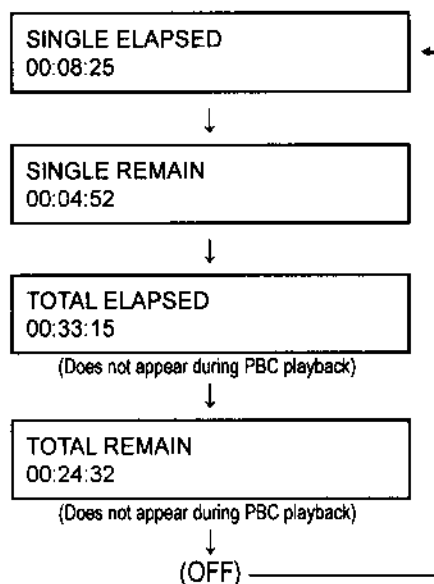 SINGLE ELAPSED
00:08:25
SINGLE REMAIN
00:04:52
TOTAL ELAPSED
00:33:15
(Does not appear during PBC playback)
TOTAL REMAIN
00:24:32
(Does not appear during PBC playback)
(OFF)